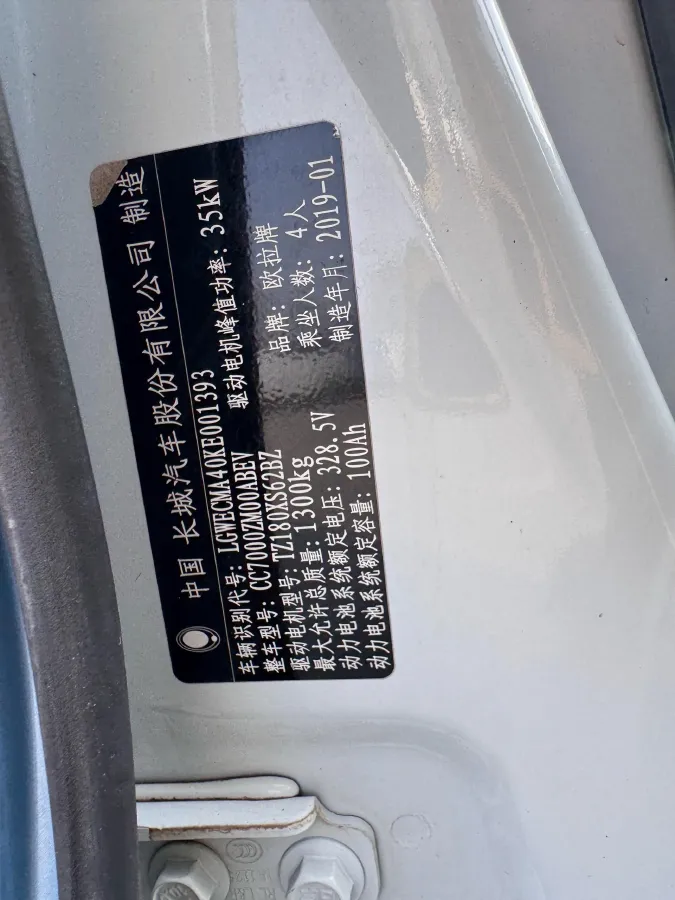 中国 长城汽车股份有限公司 制造
车辆识别代号: LGWECMA40KE001393
整车型号: CC7000ZM00ABEV 驱动电机峰值功率: 35kW
驱动电机型号: TZ180XS62BZ 品牌: 欧拉牌
最大允许总质量: 1300kg 乘坐人数: 4人
动力电池系统额定电压: 328.5V 制造年月: 2019-01
动力电池系统额定容量: 100Ah